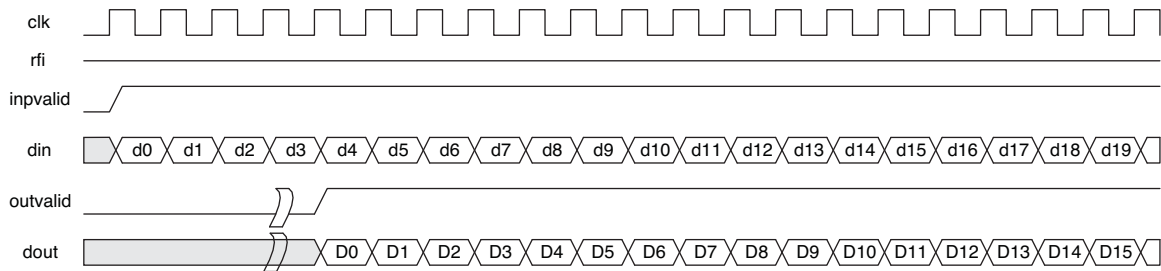 clk
rfi
inpvalid
din d0 d1 d2 d3 d4 d5 d6 d7 d8 d9 d10 d11 d12 d13 d14 d15 d16 d17 d18 d19
outvalid
dout D0 D1 D2 D3 D4 D5 D6 D7 D8 D9 D10 D11 D12 D13 D14 D15